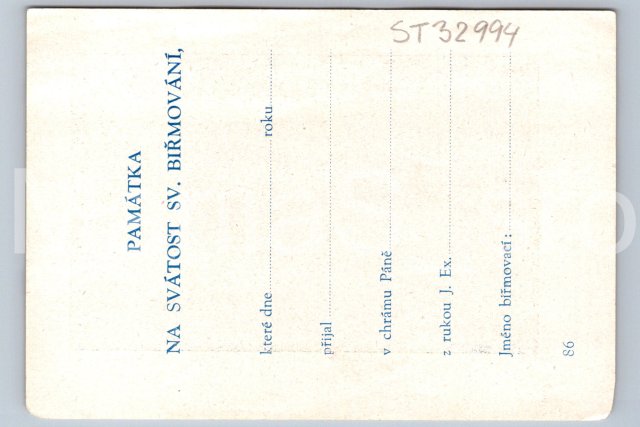 ST32994
PAMÁTKA
NA SVÁTOST SV. BIŘMOVÁNÍ,
které dne roku
přijal
v chrámu Páně
z rukou J. Ex.
Jméno biřmovací:
86